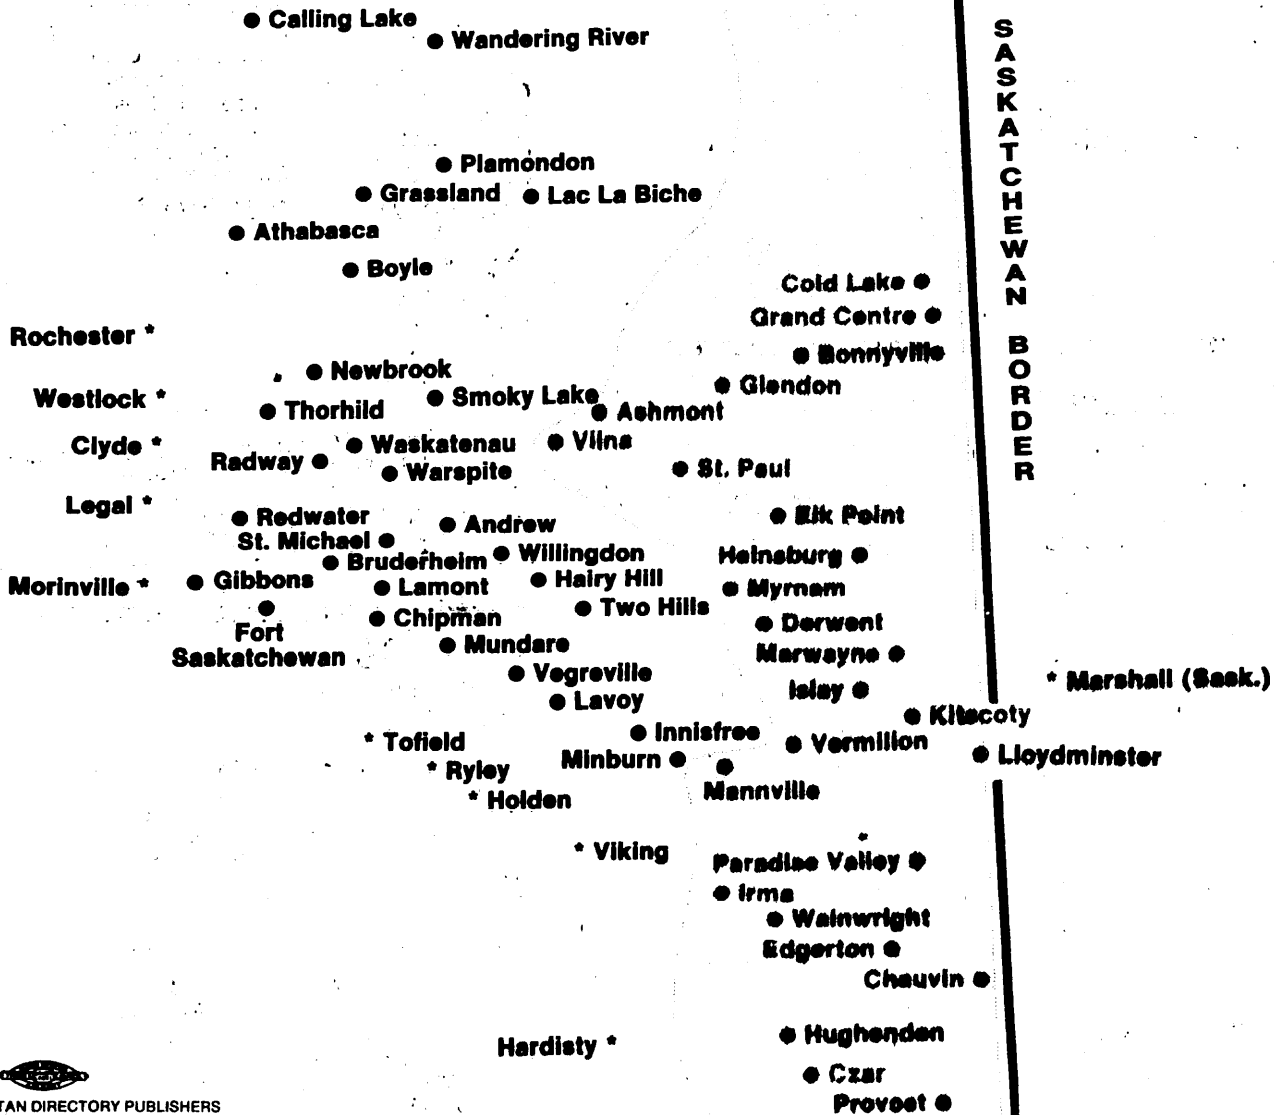 ● Calling Lake
● Wandering River
SASKATCHEWAN BORDER
● Plamondon
● Grassland
● Lac La Biche
● Athabasca
● Boyle
Cold Lake ●
Grand Centre ●
Rochester *
● Bonnyville
● Newbrook
● Glendon
Westlock *
● Smoky Lake
● Thorhild
● Ashmont
Clyde *
● Waskatenau
● Vilna
Radway ●
● Warspite
● St. Paul
Legal *
● Redwater
● Andrew
● Elk Point
St. Michael ●
● Willingdon
Heinsburg ●
● Bruderheim
Morinville *
● Gibbons
● Lamont
● Hairy Hill
● Myrnam
● Two Hills
● Chipman
● Derwent
● Fort
Saskatchewan
● Mundare
Marwayne ●
● Vegreville
* Marshall (Sask.)
Islay ●
● Lavoy
● Kitscoty
● Innisfree
* Tofield
● Vermilion
Minburn ●
● Lloydminster
* Ryley
● Mannville
* Holden
* Viking
Paradise Valley ●
● Irma
● Wainwright
Edgerton ●
Chauvin ●
● Hughenden
Hardisty *
● Czar
Provost ●
TAN DIRECTORY PUBLISHERS